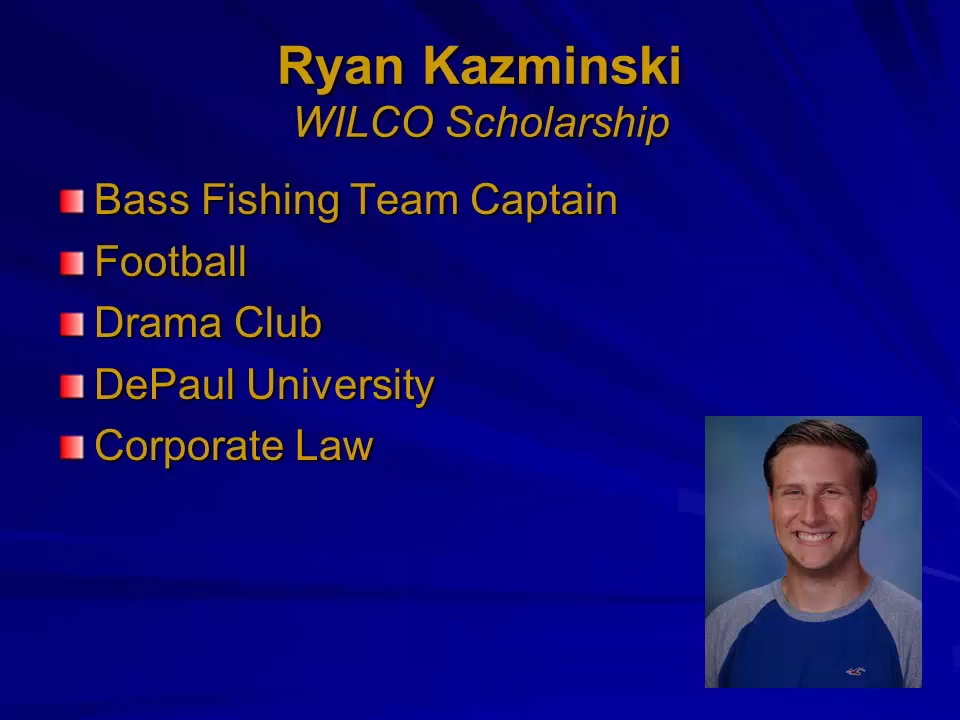 Ryan Kazminski
WILCO Scholarship
Bass Fishing Team Captain
Football
Drama Club
DePaul University
Corporate Law